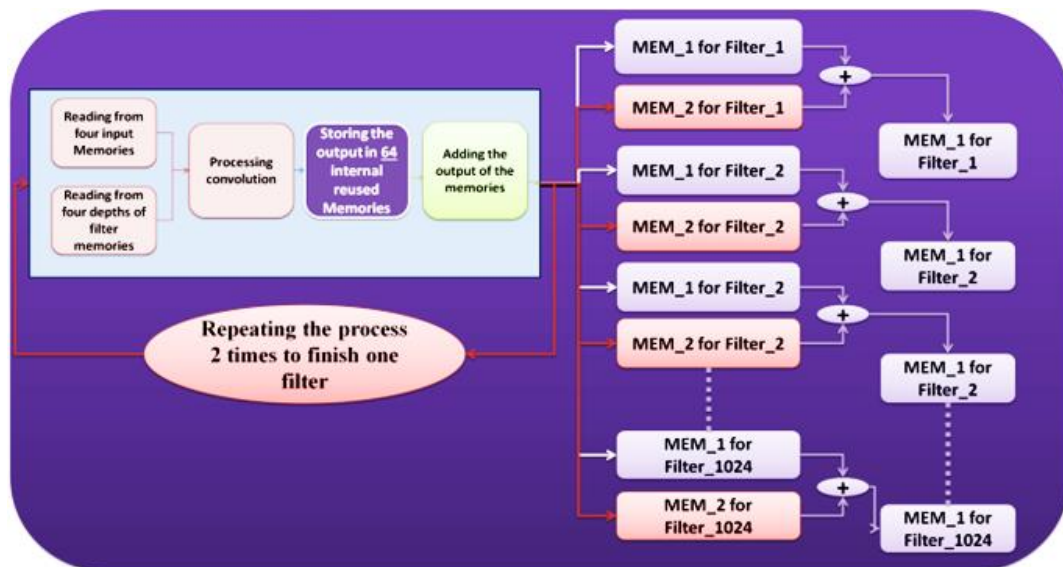 Reading from
four input
Memories
Reading from
four depths of
filter
memories
Processing
convolution
Storing the
output in 64
internal
reused
Memories
Adding the
output of the
memories
Repeating the process
2 times to finish one
filter
MEM_1 for Filter_1
MEM_2 for Filter_1
+
MEM_1 for
Filter_1
MEM_1 for Filter_2
MEM_2 for Filter_2
+
MEM_1 for
Filter_2
MEM_1 for Filter_2
MEM_2 for Filter_2
+
MEM_1 for
Filter_2
MEM_1 for
Filter_1024
MEM_2 for
Filter_1024
+
MEM_1 for
Filter_1024